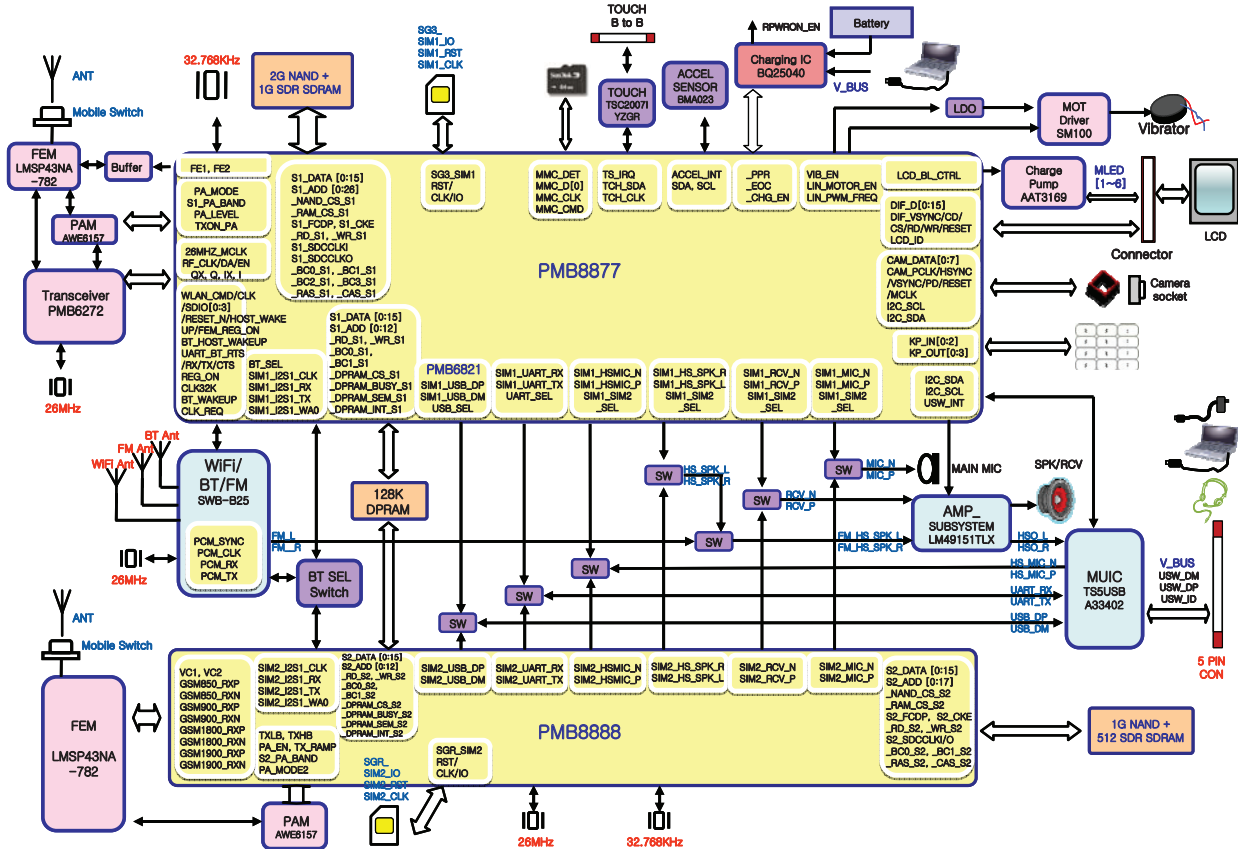 TOUCH
B to B
RPWRON_EN
Battery
SG3_
SIM1_IO
SIM1_RST
SIM1_CLK
32.768KHz
ANT
Mobile Switch
2G NAND +
1G SDR SDRAM
Charging IC
BQ25040
V_BUS
TOUCH
TSC2007I
YZGR
ACCEL
SENSOR
BMA023
LDO
MOT
Driver
SM100
Vibrator
FEM
LMSP43NA
-782
Buffer
PAM
AWE6157
Transceiver
PMB6272
26MHz
FE1, FE2
PA_MODE
S1_PA_BAND
PA_LEVEL
TXON_PA
26MHZ_MCLK
RF_CLK/DA/EN
QX, Q, IX, I
WLAN_CMD/CLK
/SDIO[0:3]
/RESET_N/HOST_WAKE
UP/FEM_REG_ON
BT_HOST_WAKEUP
UART_BT_RTS
/RX/TX/CTS
REG_ON
CLK32K
BT_WAKEUP
CLK_REQ
BT_SEL
SIM1_I2S1_CLK
SIM1_I2S1_RX
SIM1_I2S1_TX
SIM1_I2S1_WA0
S1_DATA [0:15]
S1_ADD [0:26]
_NAND_CS_S1
_RAM_CS_S1
_S1_FCDP, S1_CKE
_RD_S1, _WR_S1
S1_SDCCLKI
S1_SDCCLKO
_BC0_S1, _BC1_S1
_BC2_S1, _BC3_S1
_RAS_S1, _CAS_S1
S1_DATA [0:15]
S1_ADD [0:12]
_RD_S1, _WR_S1
_BC0_S1,
_BC1_S1
_DPRAM_CS_S1
_DPRAM_BUSY_S1
_DPRAM_SEM_S1
_DPRAM_INT_S1
SG3_SIM1
RST/
CLK/IO
MMC_DET
MMC_D[0]
MMC_CLK
MMC_CMD
TS_IRQ
TCH_SDA
TCH_CLK
ACCEL_INT
SDA, SCL
_PPR
_EOC
_CHG_EN
VIB_EN
LIN_MOTOR_EN
LIN_PWM_FREQ
LCD_BL_CTRL
DIF_D[0:15]
DIF_VSYNC/CD/
CS/RD/WR/RESET
LCD_ID
CAM_DATA[0:7]
CAM_PCLK/HSYNC
/VSYNC/PD/RESET
/MCLK
I2C_SCL
I2C_SDA
KP_IN[0:2]
KP_OUT[0:3]
I2C_SDA
I2C_SCL
USW_INT
PMB8877
PMB6821
SIM1_USB_DP
SIM1_USB_DM
USB_SEL
SIM1_UART_RX
SIM1_UART_TX
UART_SEL
SIM1_HSMIC_N
SIM1_HSMIC_P
SIM1_SIM2
_SEL
SIM1_HS_SPK_R
SIM1_HS_SPK_L
SIM1_SIM2
_SEL
SIM1_RCV_N
SIM1_RCV_P
SIM1_SIM2
_SEL
SIM1_MIC_N
SIM1_MIC_P
SIM1_SIM2
_SEL
Charge
Pump
AAT3169
MLED
[1~6]
Connector
LCD
Camera
socket
BT Ant
FM Ant
WiFi Ant
WiFi/
BT/FM
SWB-B25
PCM_SYNC
PCM_CLK
PCM_RX
PCM_TX
26MHz
128K
DPRAM
FM_L
FM__R
BT SEL
Switch
SW
HS_SPK_L
HS_SPK_R
SW
MIC_N
MIC_P
MAIN MIC
SW
RCV_N
RCV_P
SW
FM_HS_SPK_L
FM_HS_SPK_R
AMP_
SUBSYSTEM
LM49151TLX
SPK/RCV
HSO_L
HSO_R
SW
HS_MIC_N
HS_MIC_P
SW
UART_RX
UART_TX
SW
USB_DP
USB_DM
MUIC
TS5USB
A33402
V_BUS
USW_DM
USW_DP
USW_ID
5 PIN
CON
ANT
Mobile Switch
FEM
LMSP43NA
-782
VC1, VC2
GSM850_RXP
GSM850_RXN
GSM900_RXN
GSM900_RXP
GSM1800_RXP
GSM1800_RXN
GSM1900_RXP
GSM1900_RXN
SIM2_I2S1_CLK
SIM2_I2S1_RX
SIM2_I2S1_TX
SIM2_I2S1_WA0
TXLB, TXHB
PA_EN, TX_RAMP
S2_PA_BAND
PA_MODE2
S2_DATA [0:15]
S2_ADD [0:12]
_RD_S2, _WR_S2
_BC0_S2,
_BC1_S2
_DPRAM_CS_S2
_DPRAM_BUSY_S2
_DPRAM_SEM_S2
_DPRAM_INT_S2
SIM2_USB_DP
SIM2_USB_DM
SIM2_UART_RX
SIM2_UART_TX
SIM2_HSMIC_N
SIM2_HSMIC_P
SIM2_HS_SPK_R
SIM2_HS_SPK_L
SIM2_RCV_N
SIM2_RCV_P
SIM2_MIC_N
SIM2_MIC_P
S2_DATA [0:15]
S2_ADD [0:17]
_NAND_CS_S2
_RAM_CS_S2
_S2_FCDP, S2_CKE
_RD_S2, _WR_S2
S2_SDCCLKI/O
_BC0_S2, _BC1_S2
_RAS_S2, _CAS_S2
PMB8888
SGR_SIM2
RST/
CLK/IO
1G NAND +
512 SDR SDRAM
PAM
AWE6157
SGR_
SIM2_IO
SIM2_RST
SIM2_CLK
26MHz
32.768KHz